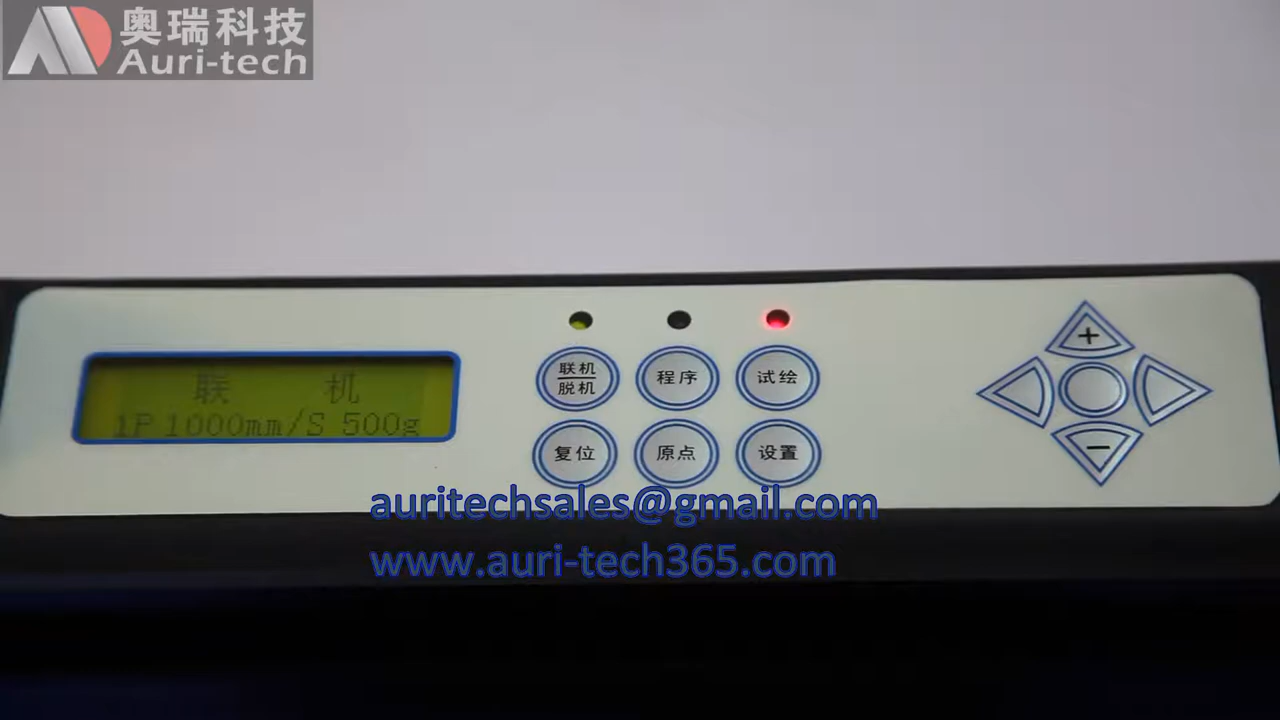 奥瑞科技
Auri-tech
联 机
1P 1000mm/S 500g
联机
脱机
程序
试绘
复位
原点
设置
+
−
auritechsales@gmail.com
www.auri-tech365.com